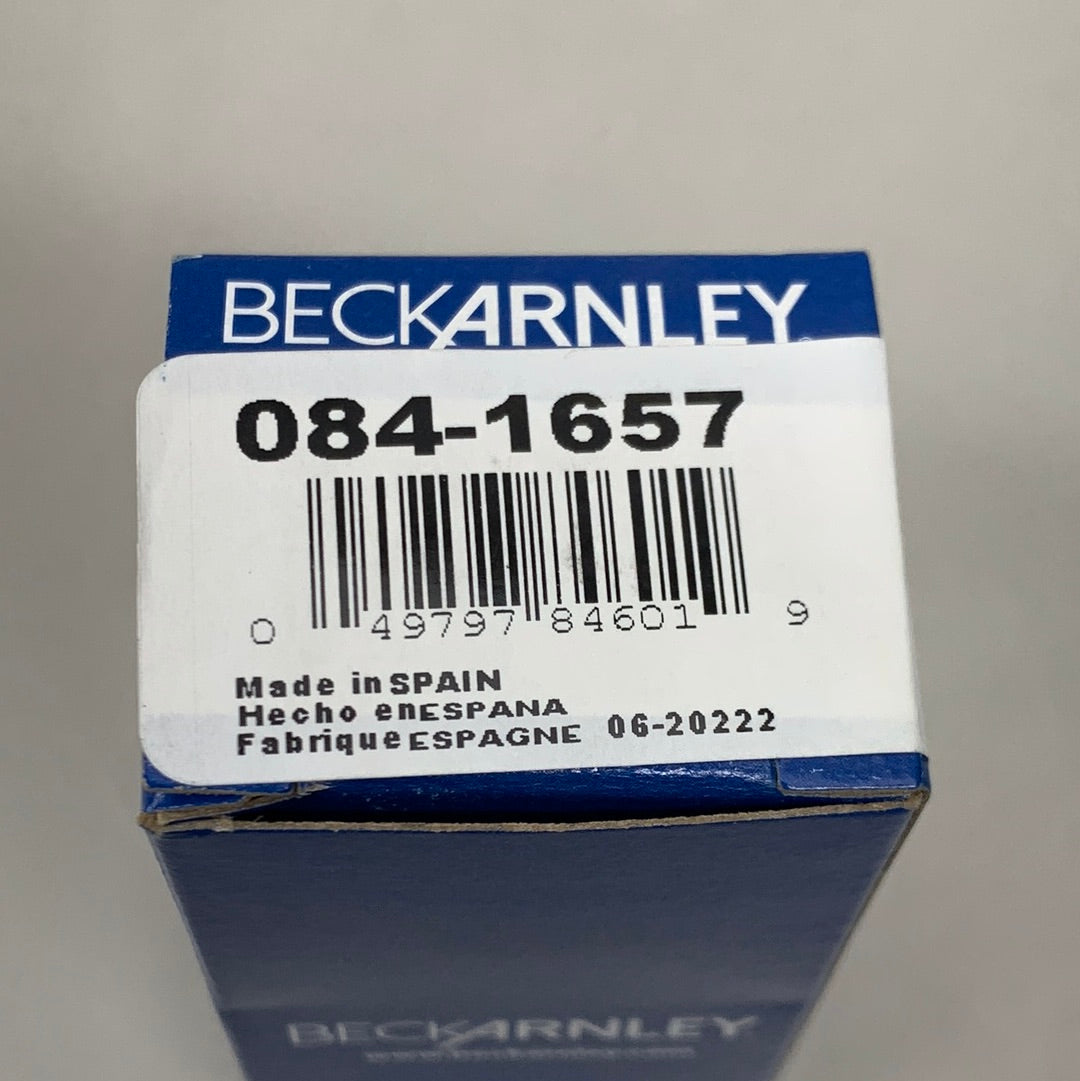 BECKARNLEY
084-1657
0 49797 84601 9
Made in SPAIN
Hecho en ESPANA
Fabrique ESPAGNE 06-20222
BECKARNLEY